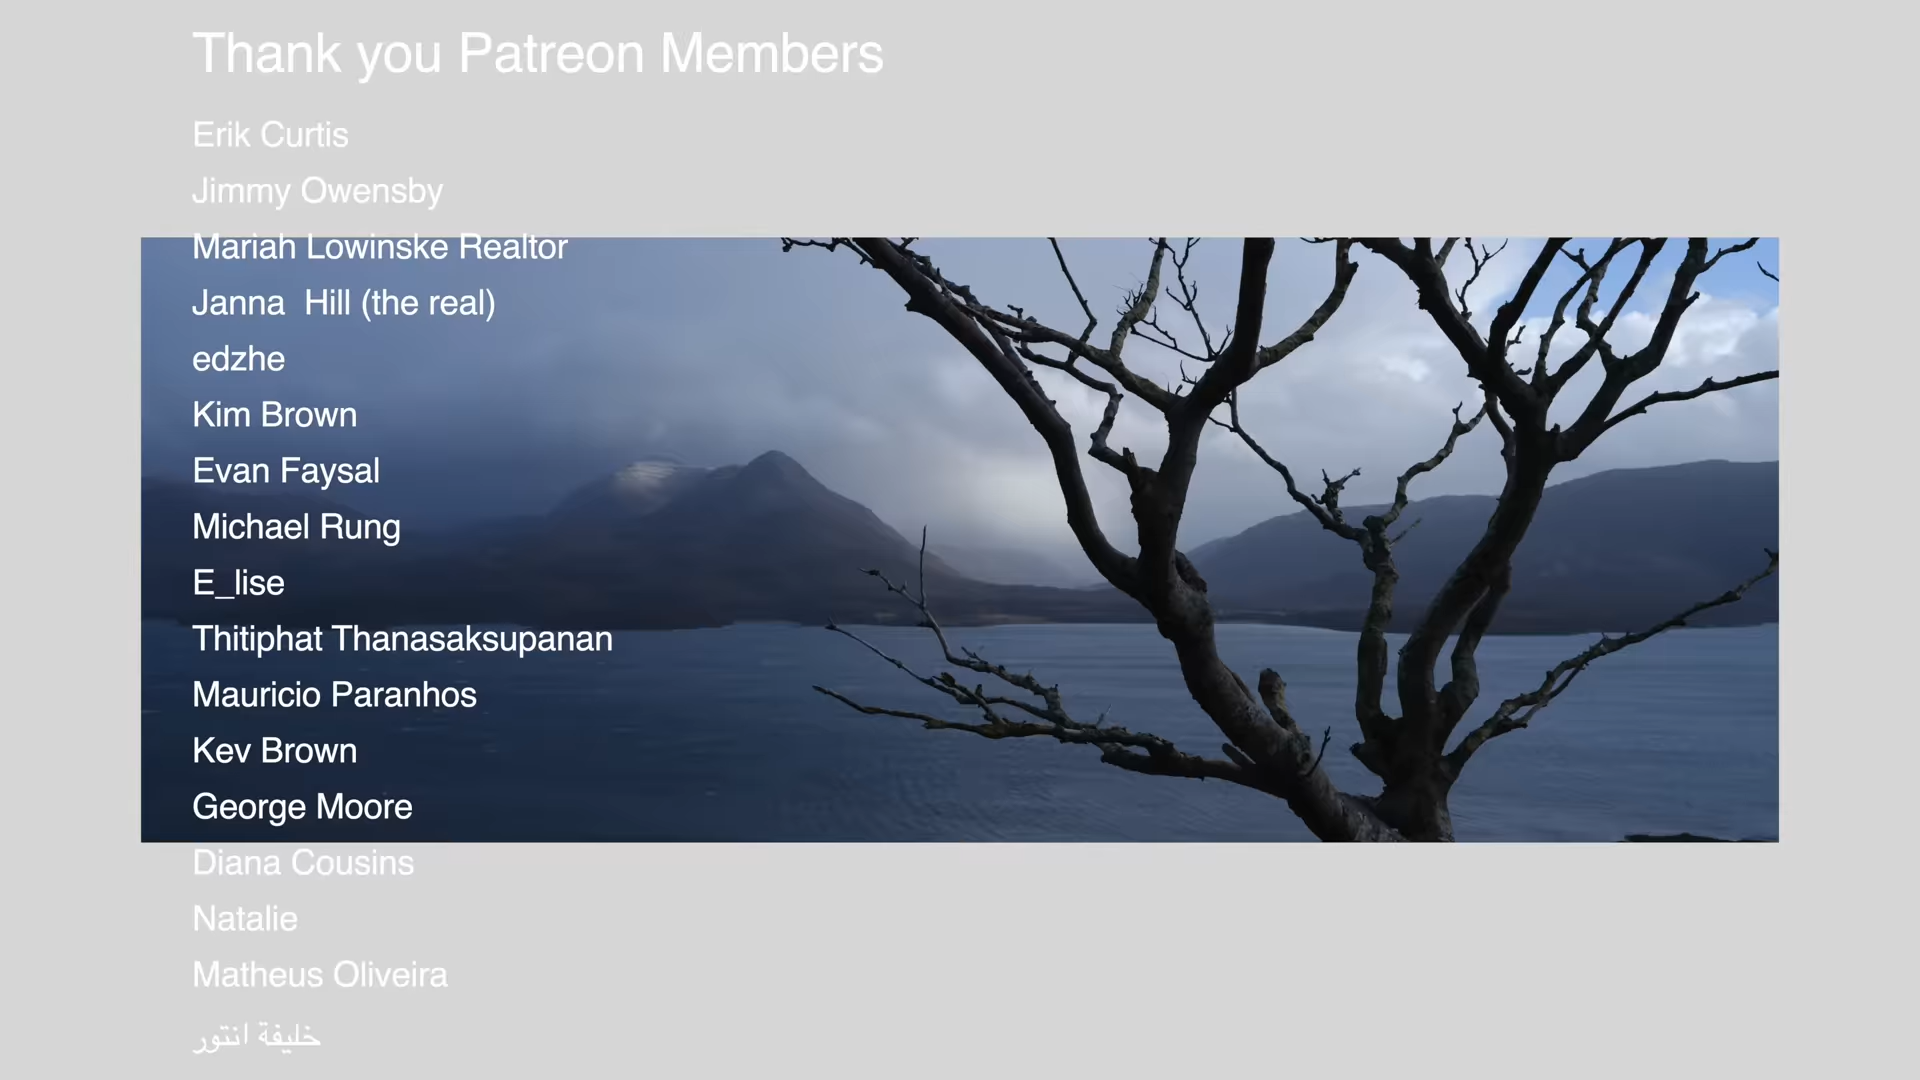 Thank you Patreon Members
Erik Curtis
Jimmy Owensby
Mariah Lowinske Realtor
Janna  Hill (the real)
edzhe
Kim Brown
Evan Faysal
Michael Rung
E_lise
Thitiphat Thanasaksupanan
Mauricio Paranhos
Kev Brown
George Moore
Diana Cousins
Natalie
Matheus Oliveira
خليفة انتور